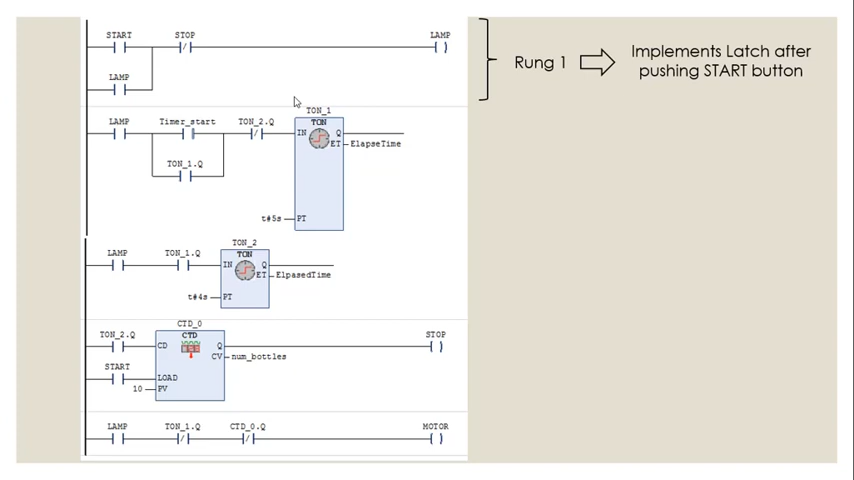 START STOP LAMP
LAMP
Rung 1
Implements Latch after
pushing START button
TON_1
LAMP Timer_start TON_2.Q TON
IN Q
ET ElapseTime
TON_1.Q
t#5s PT
TON_2
LAMP TON_1.Q TON
IN Q
ET ElpasedTime
t#4s PT
CTD_0
TON_2.Q CTD STOP
CD Q
CV num_bottles
START
LOAD
10 PV
LAMP TON_1.Q CTD_0.Q MOTOR